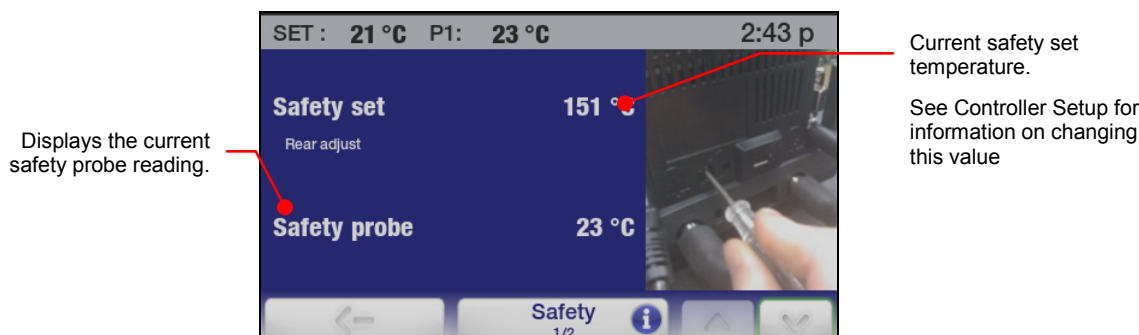 SET : 21 °C P1: 23 °C 2:43 p
Displays the current
safety probe reading.
Safety set 151 °C
Rear adjust
Safety probe 23 °C
Safety
1/2
Current safety set
temperature.
See Controller Setup for
information on changing
this value